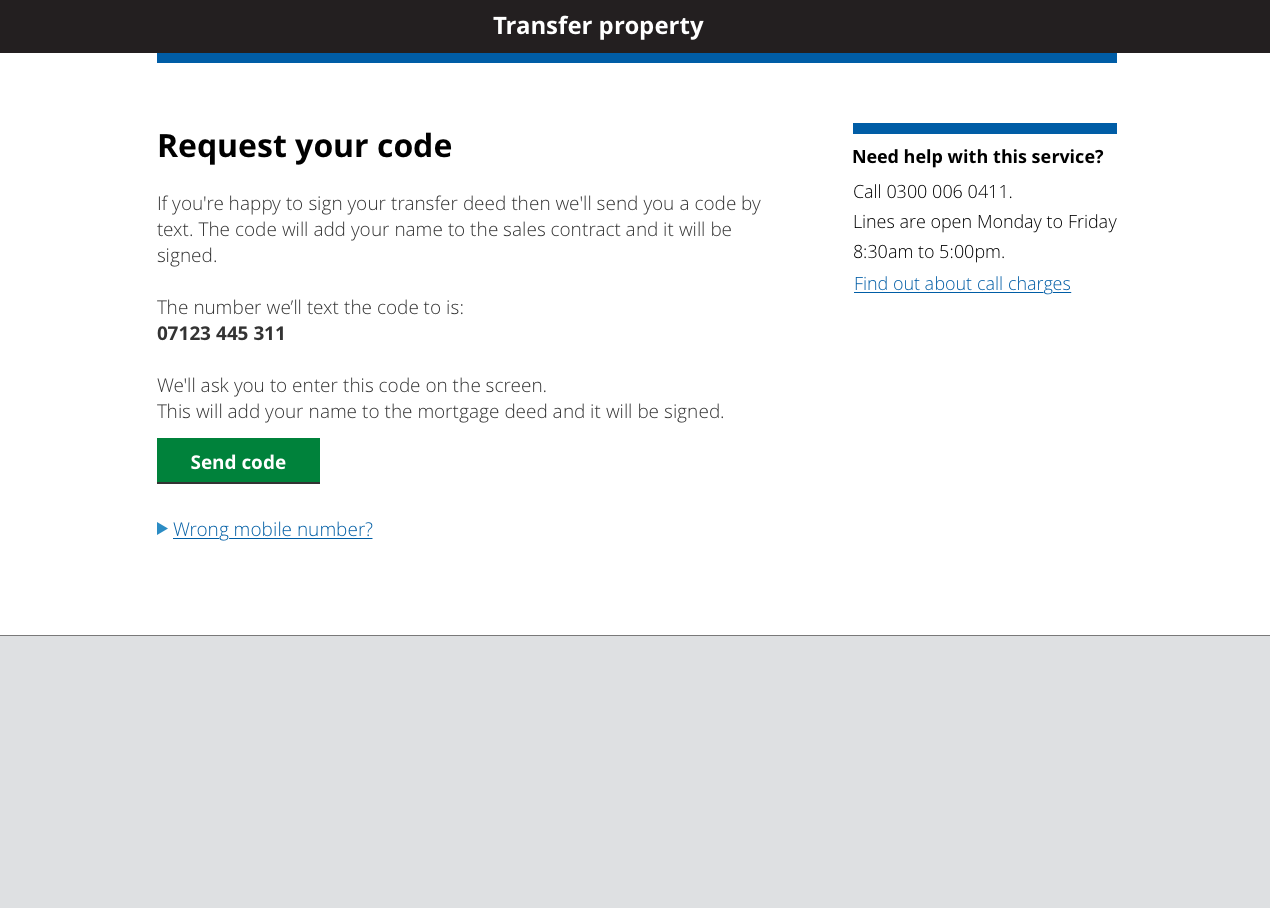 Transfer property
Request your code
If you're happy to sign your transfer deed then we'll send you a code by
text. The code will add your name to the sales contract and it will be
signed.
The number we’ll text the code to is:
07123 445 311
We'll ask you to enter this code on the screen.
This will add your name to the mortgage deed and it will be signed.
Send code
Wrong mobile number?
Need help with this service?
Call 0300 006 0411.
Lines are open Monday to Friday
8:30am to 5:00pm.
Find out about call charges